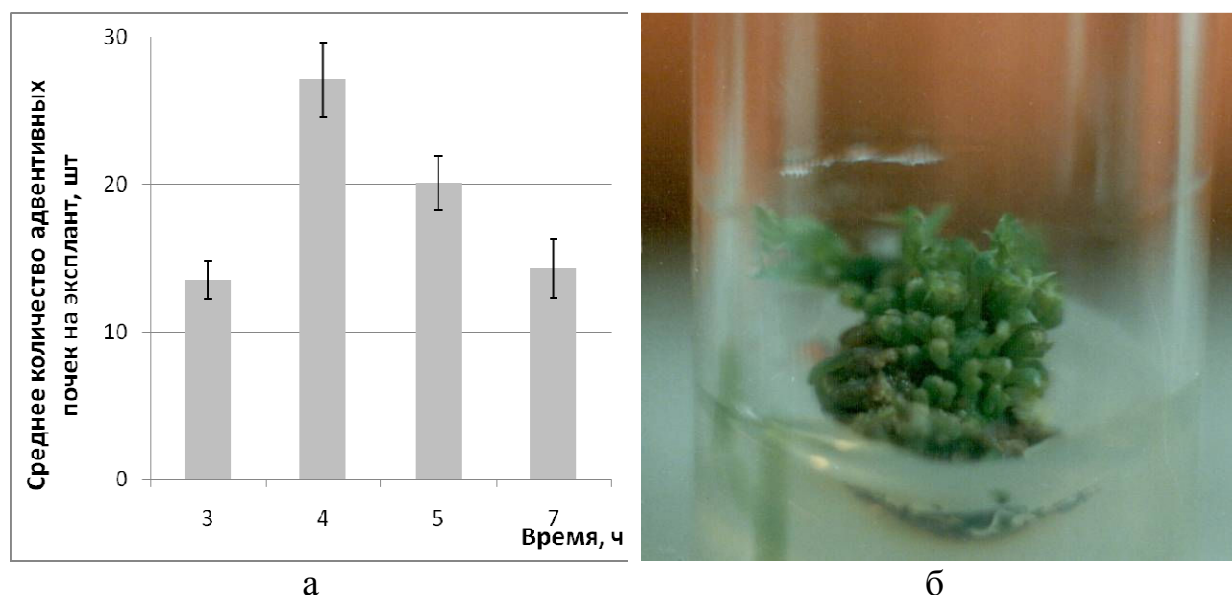 Среднее количество адвентивных
почек на эксплант, шт
30
20
10
0
3 4 5 7
Время, ч
а б